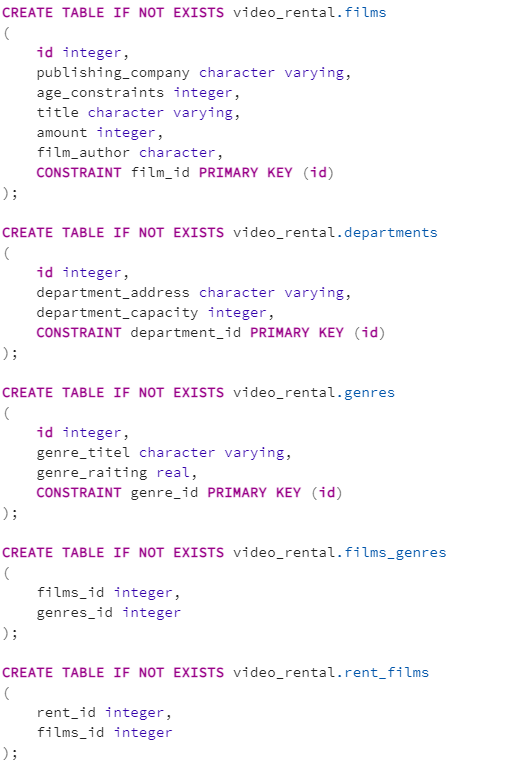 CREATE TABLE IF NOT EXISTS video_rental.films
(
    id integer,
    publishing_company character varying,
    age_constraints integer,
    title character varying,
    amount integer,
    film_author character,
    CONSTRAINT film_id PRIMARY KEY (id)
);

CREATE TABLE IF NOT EXISTS video_rental.departments
(
    id integer,
    department_address character varying,
    department_capacity integer,
    CONSTRAINT department_id PRIMARY KEY (id)
);

CREATE TABLE IF NOT EXISTS video_rental.genres
(
    id integer,
    genre_titel character varying,
    genre_raiting real,
    CONSTRAINT genre_id PRIMARY KEY (id)
);

CREATE TABLE IF NOT EXISTS video_rental.films_genres
(
    films_id integer,
    genres_id integer
);

CREATE TABLE IF NOT EXISTS video_rental.rent_films
(
    rent_id integer,
    films_id integer
);